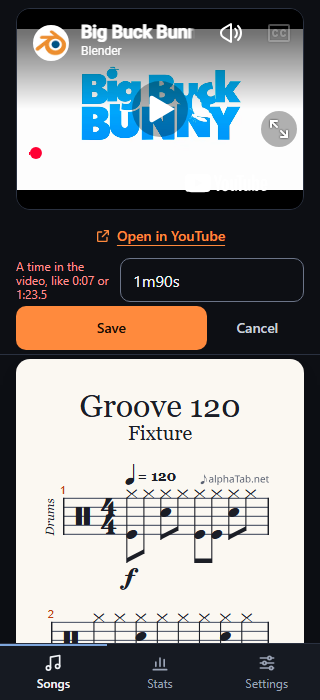 Big Buck Bunn
Blender
CC
Big Buck
BUNNY
Open in YouTube
A time in the
video, like 0:07 or
1:23.5
1m90s
Save
Cancel
Groove 120
Fixture
= 120
alphaTab.net
1
Drums
4
4
f
2
Songs
Stats
Settings